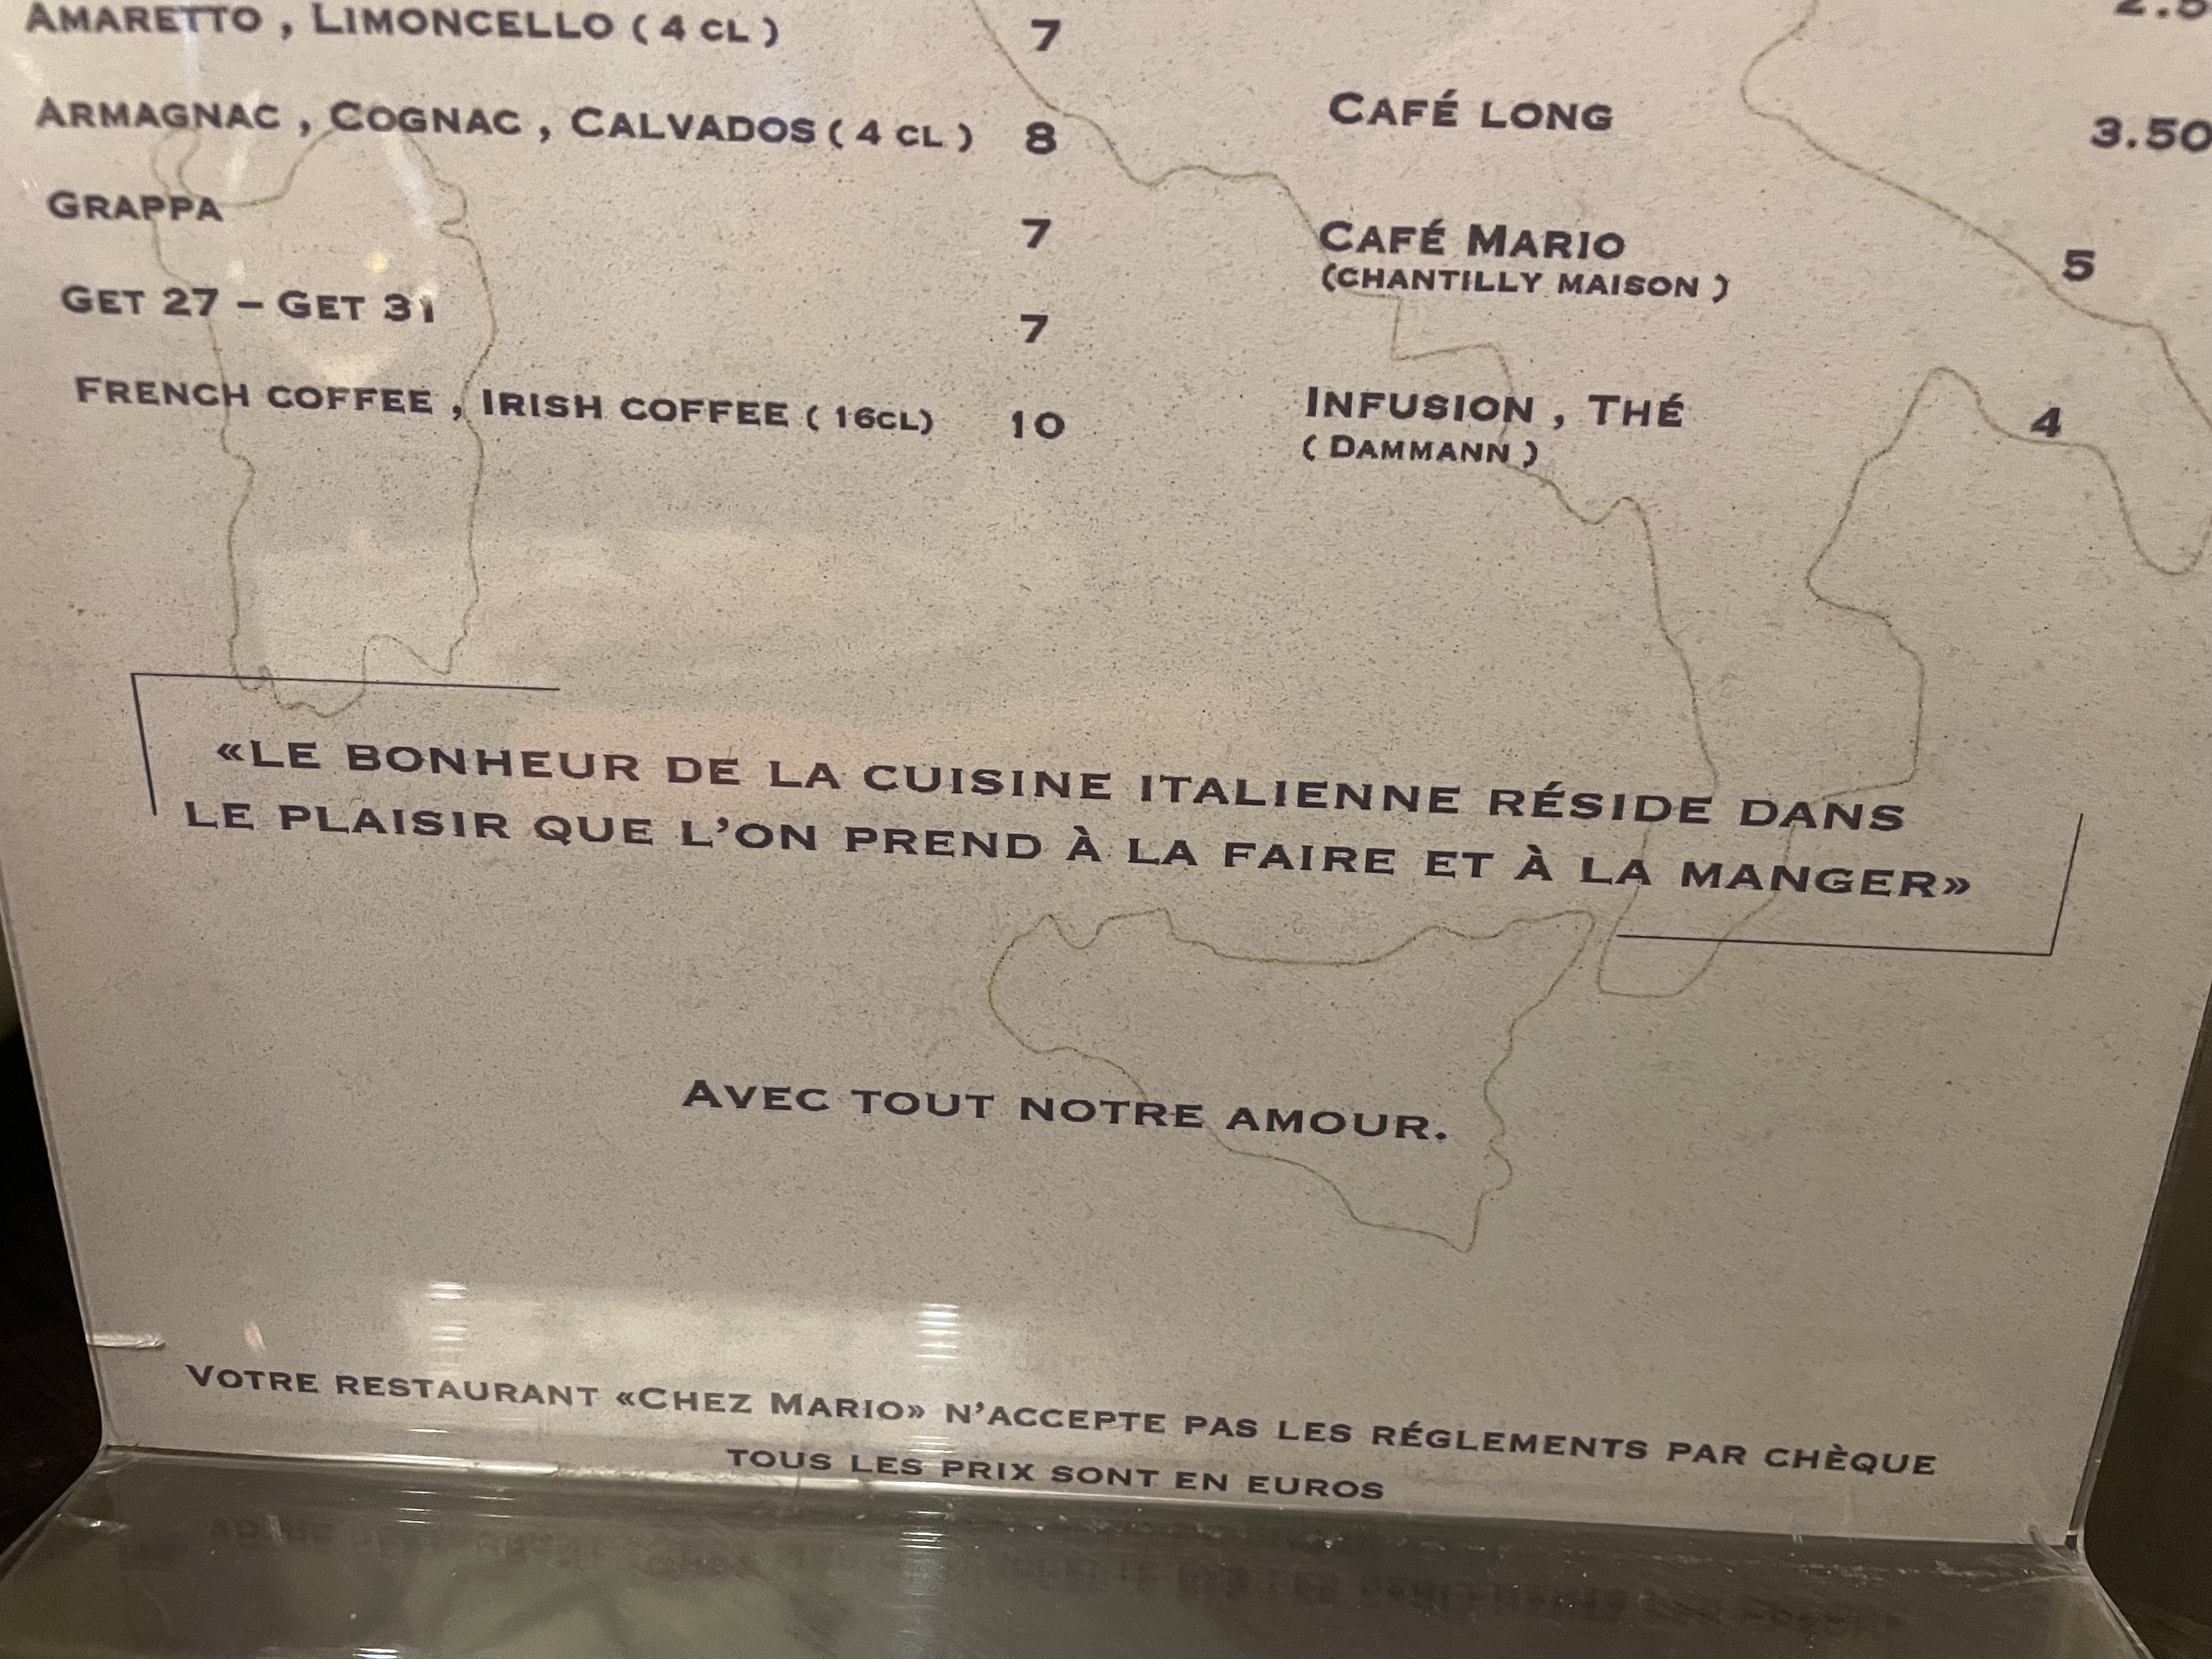 AMARETTO , LIMONCELLO ( 4 CL ) 7
ARMAGNAC , COGNAC , CALVADOS ( 4 CL ) 8
GRAPPA 7
GET 27 – GET 31 7
FRENCH COFFEE , IRISH COFFEE ( 16CL) 10
CAFÉ LONG 3.50
CAFÉ MARIO 5
(CHANTILLY MAISON )
INFUSION , THÉ 4
( DAMMANN )
«LE BONHEUR DE LA CUISINE ITALIENNE RÉSIDE DANS
LE PLAISIR QUE L’ON PREND À LA FAIRE ET À LA MANGER»
AVEC TOUT NOTRE AMOUR.
VOTRE RESTAURANT «CHEZ MARIO» N’ACCEPTE PAS LES RÉGLEMENTS PAR CHÈQUE
TOUS LES PRIX SONT EN EUROS